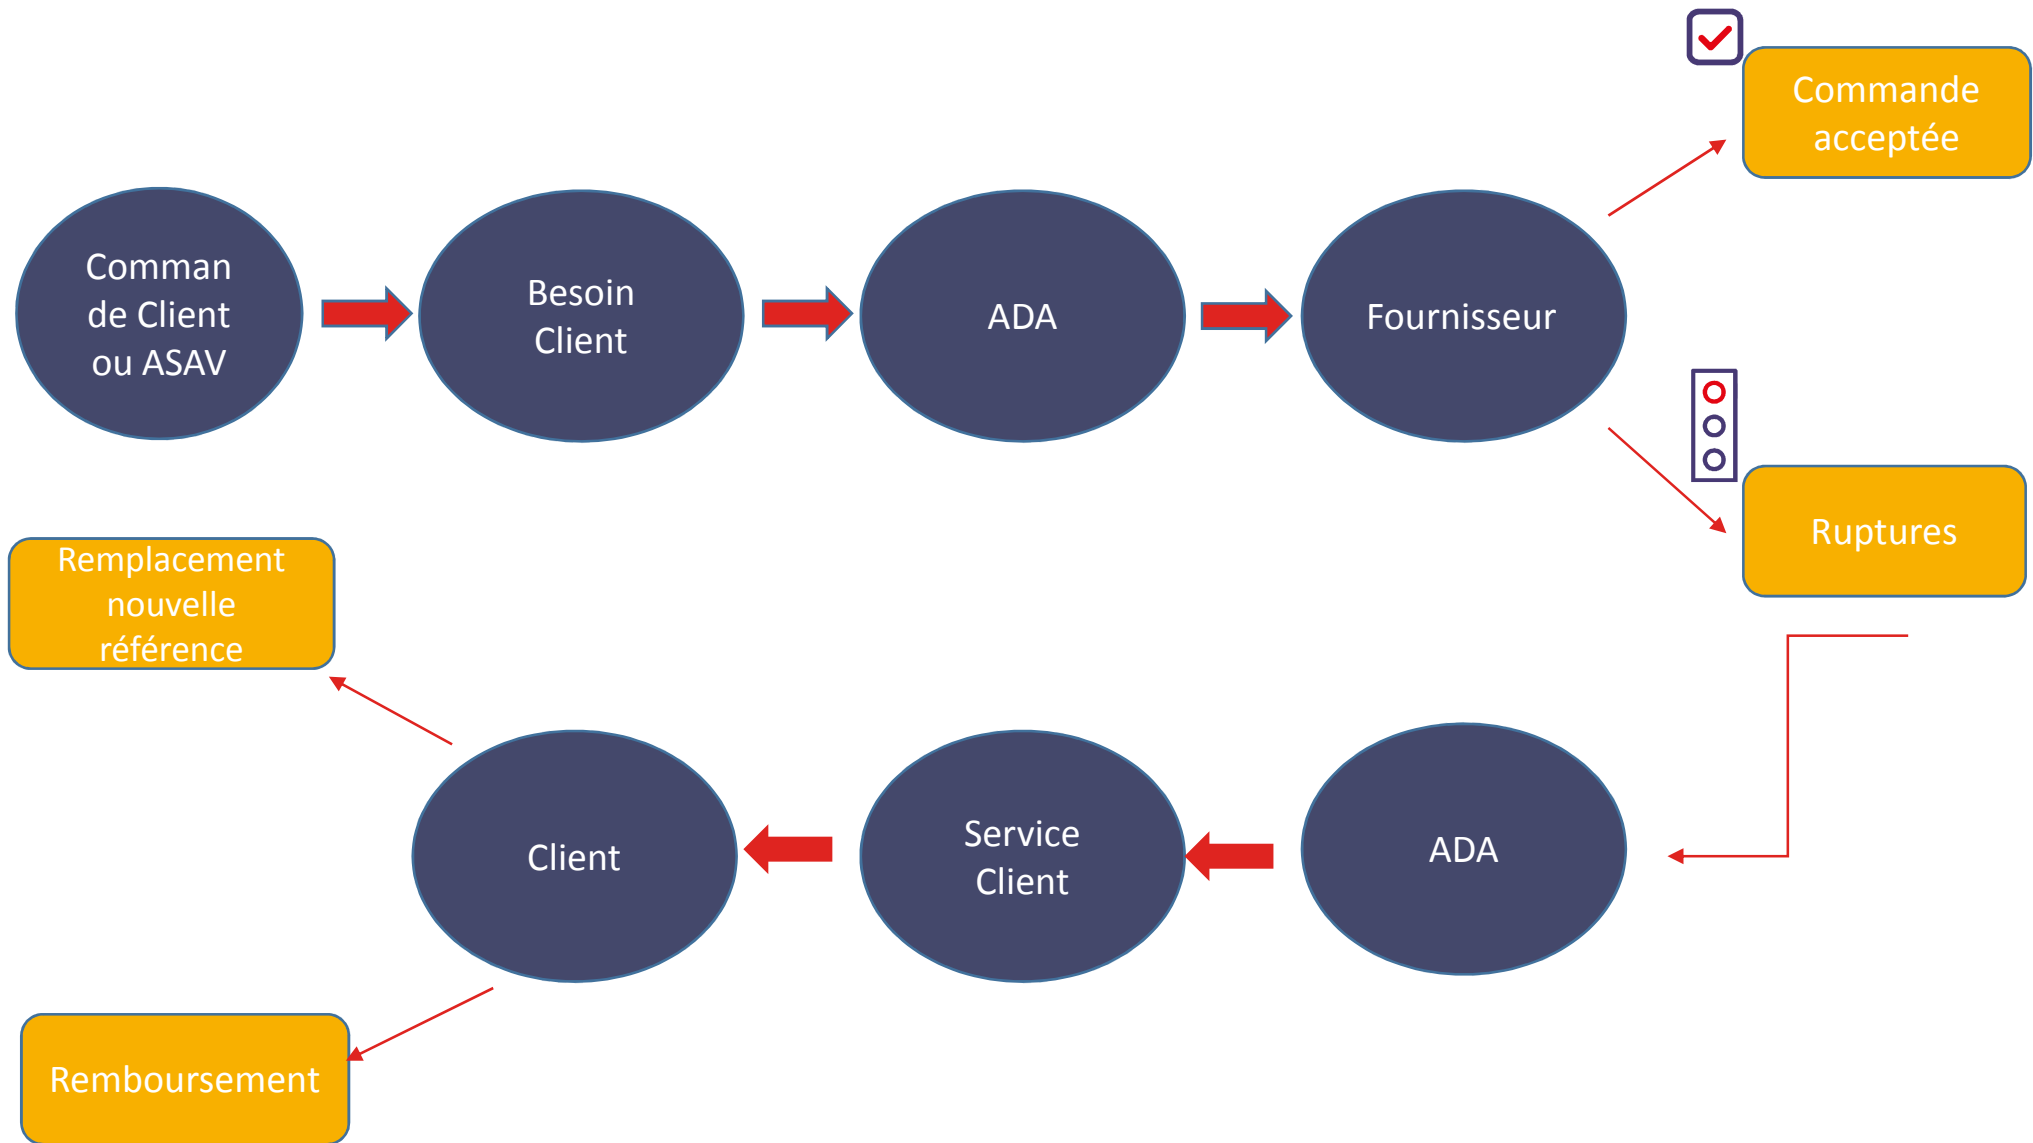 Commande
acceptée
Comman
de Client
ou ASAV
Besoin
Client
ADA
Fournisseur
Ruptures
Remplacement
nouvelle
référence
Client
Service
Client
ADA
Remboursement